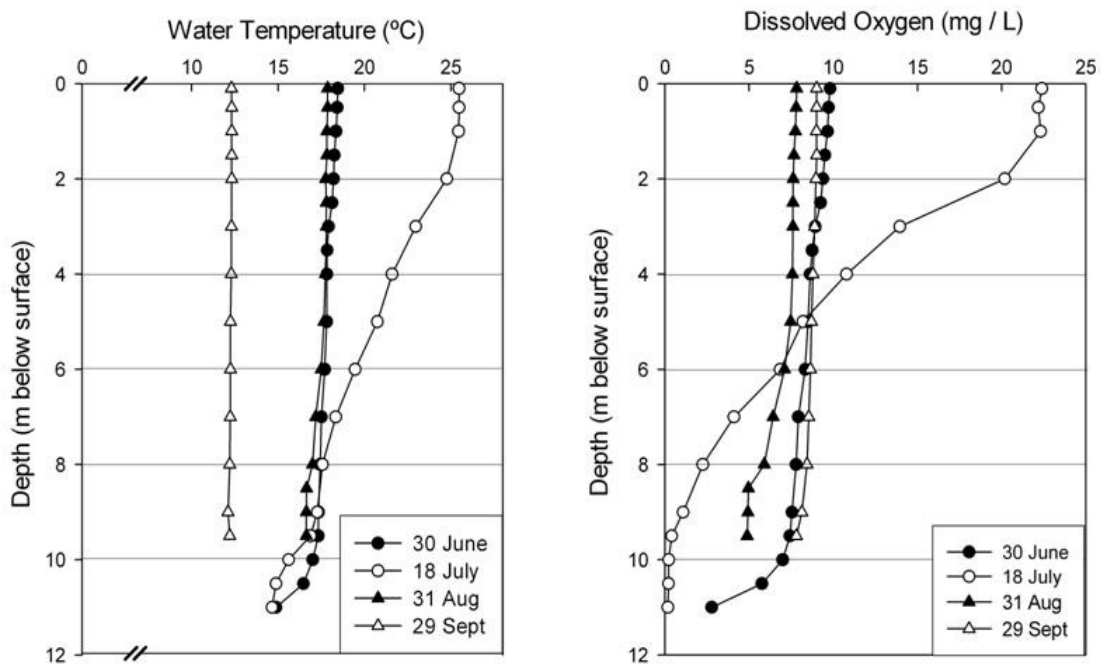 Water Temperature (ºC)
0 10 15 20 25
0
2
4
6
8
10
12
Depth (m below surface)
30 June
18 July
31 Aug
29 Sept
Dissolved Oxygen (mg / L)
0 5 10 15 20 25
0
2
4
6
8
10
12
Depth (m below surface)
30 June
18 July
31 Aug
29 Sept